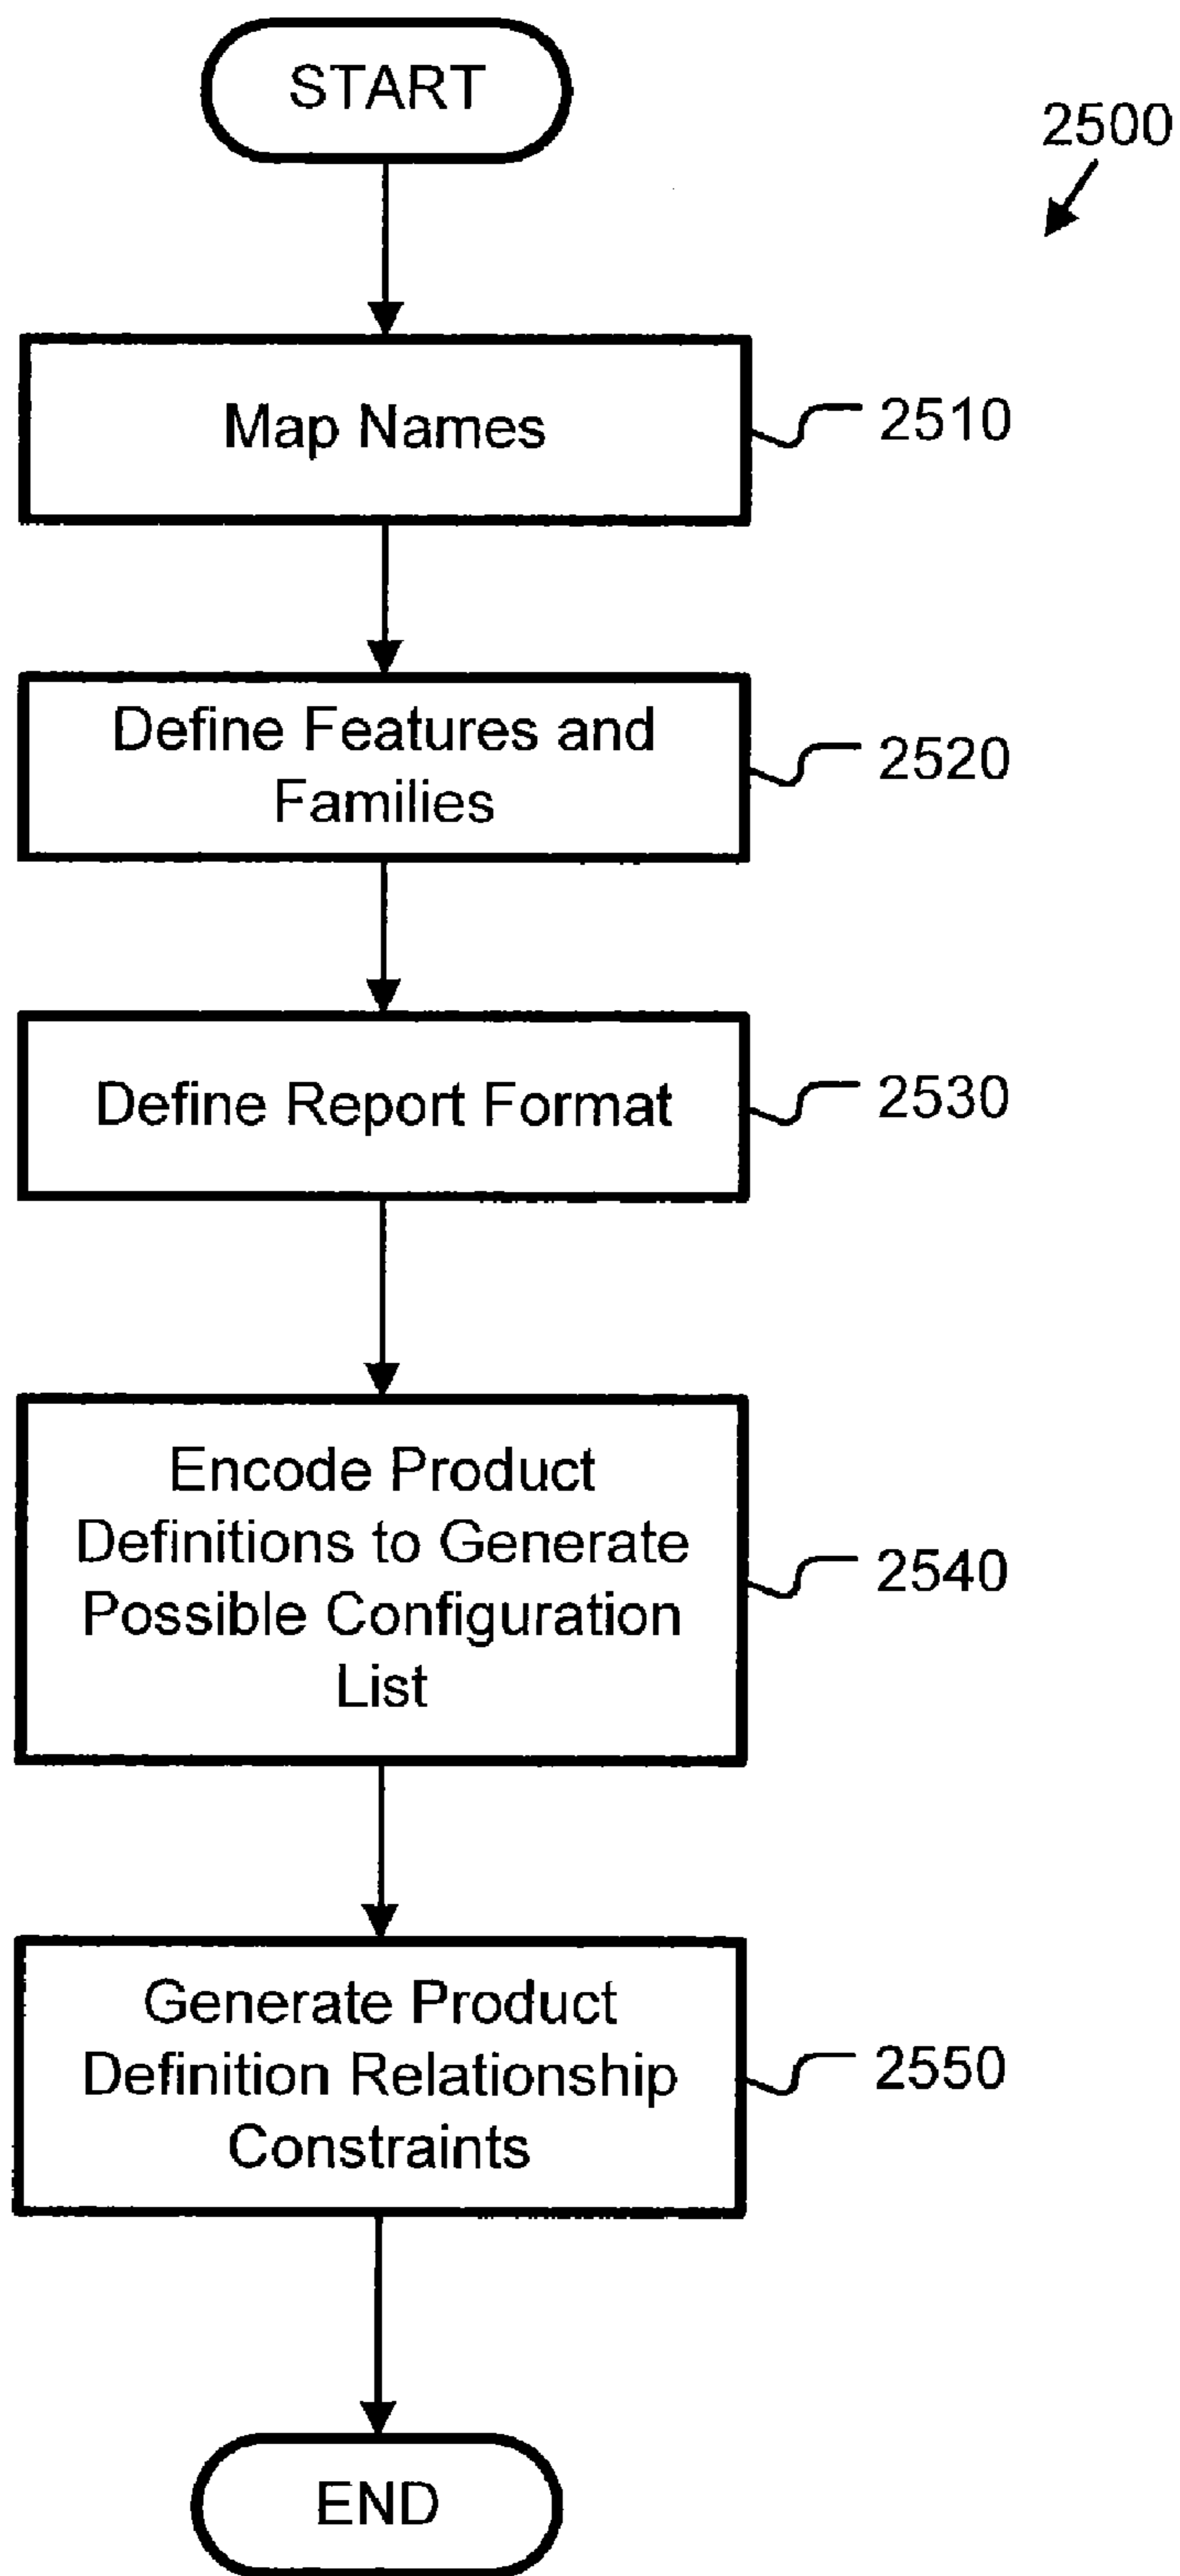 START
2500
Map Names
2510
Define Features and
Families
2520
Define Report Format
2530
Encode Product
Definitions to Generate
Possible Configuration
List
2540
Generate Product
Definition Relationship
Constraints
2550
END